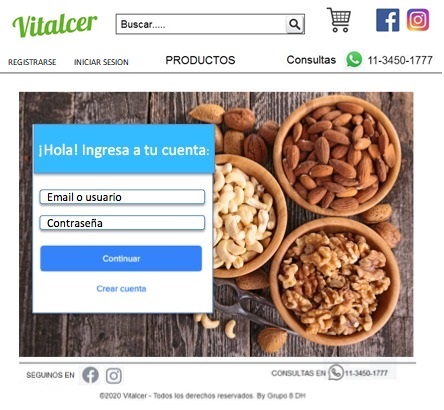 Vitalcer
Buscar.....
REGISTRARSE INICIAR SESION PRODUCTOS Consultas 11-3450-1777
¡Hola! Ingresa a tu cuenta:
Email o usuario
Contraseña
Continuar
Crear cuenta
SEGUINOS EN CONSULTAS EN 11-3450-1777
©2020 Vitalcer - Todos los derechos reservados. By Grupo 8 DH